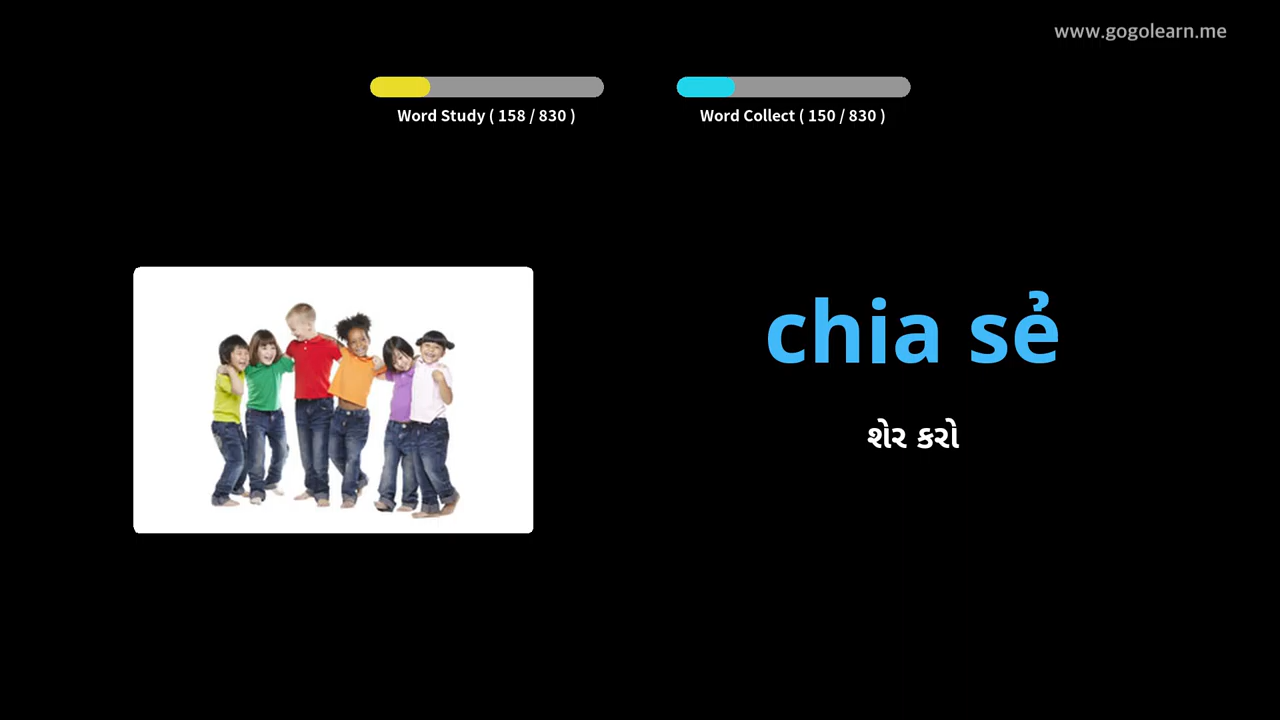 www.gogolearn.me
Word Study ( 158 / 830 )
Word Collect ( 150 / 830 )
chia sẻ
શેર કરો